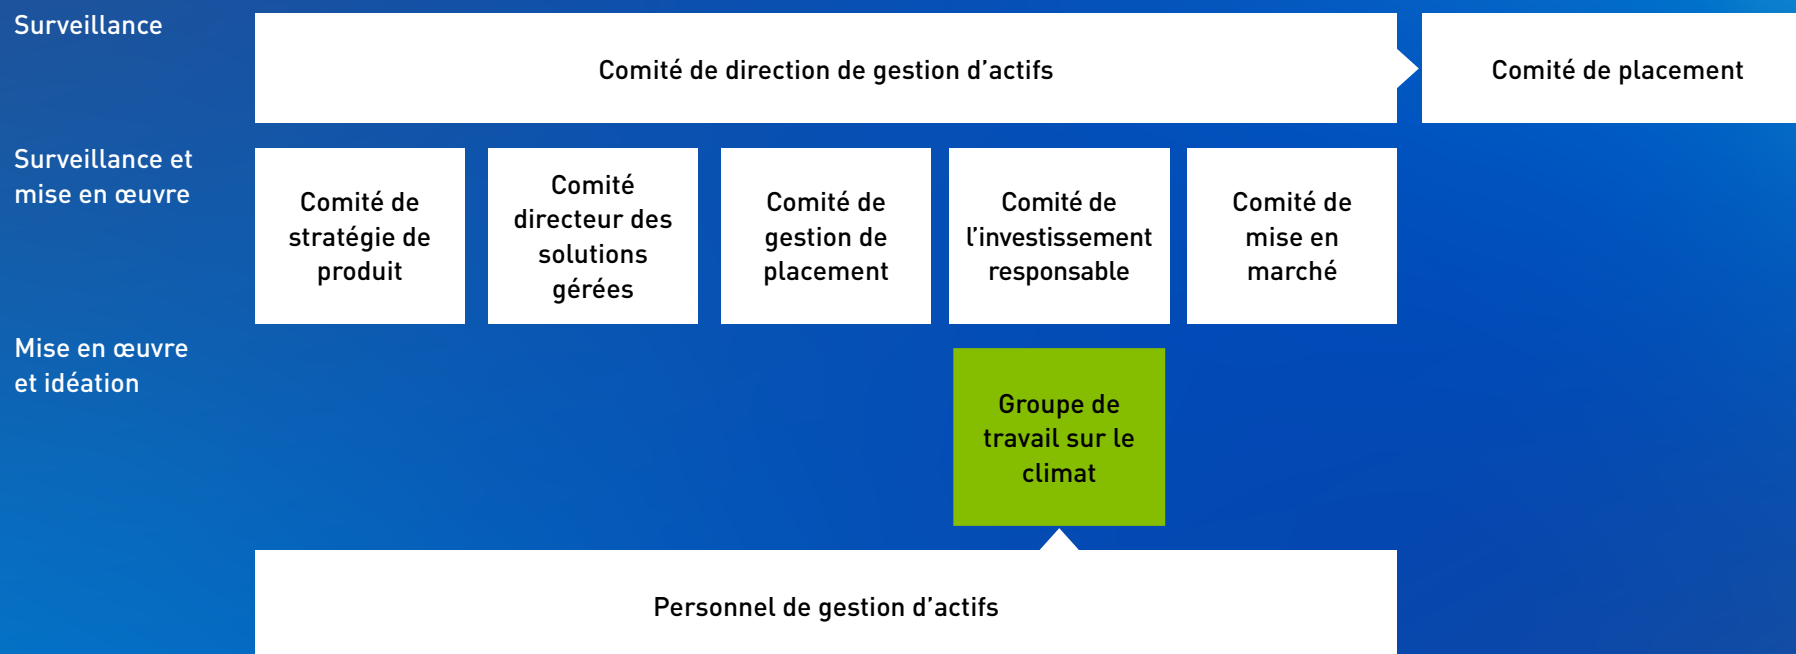 Surveillance
Comité de direction de gestion d’actifs
Comité de placement
Surveillance et
mise en œuvre
Comité de
stratégie de
produit
Comité
directeur des
solutions
gérées
Comité de
gestion de
placement
Comité de
l’investissement
responsable
Comité de
mise en
marché
Mise en œuvre
et idéation
Groupe de
travail sur le
climat
Personnel de gestion d’actifs